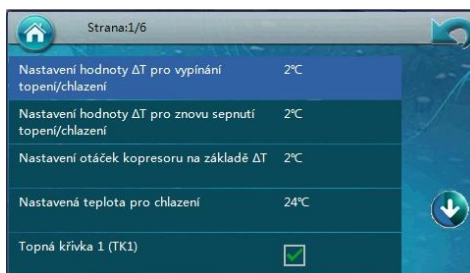 Strana:1/6
Nastavení hodnoty ΔT pro vypínání 2℃
topení/chlazení
Nastavení hodnoty ΔT pro znovu sepnutí 2℃
topení/chlazení
Nastavení otáček kopresoru na základě ΔT 2℃
Nastavená teplota pro chlazení 24℃
Topná křivka 1 (TK1)